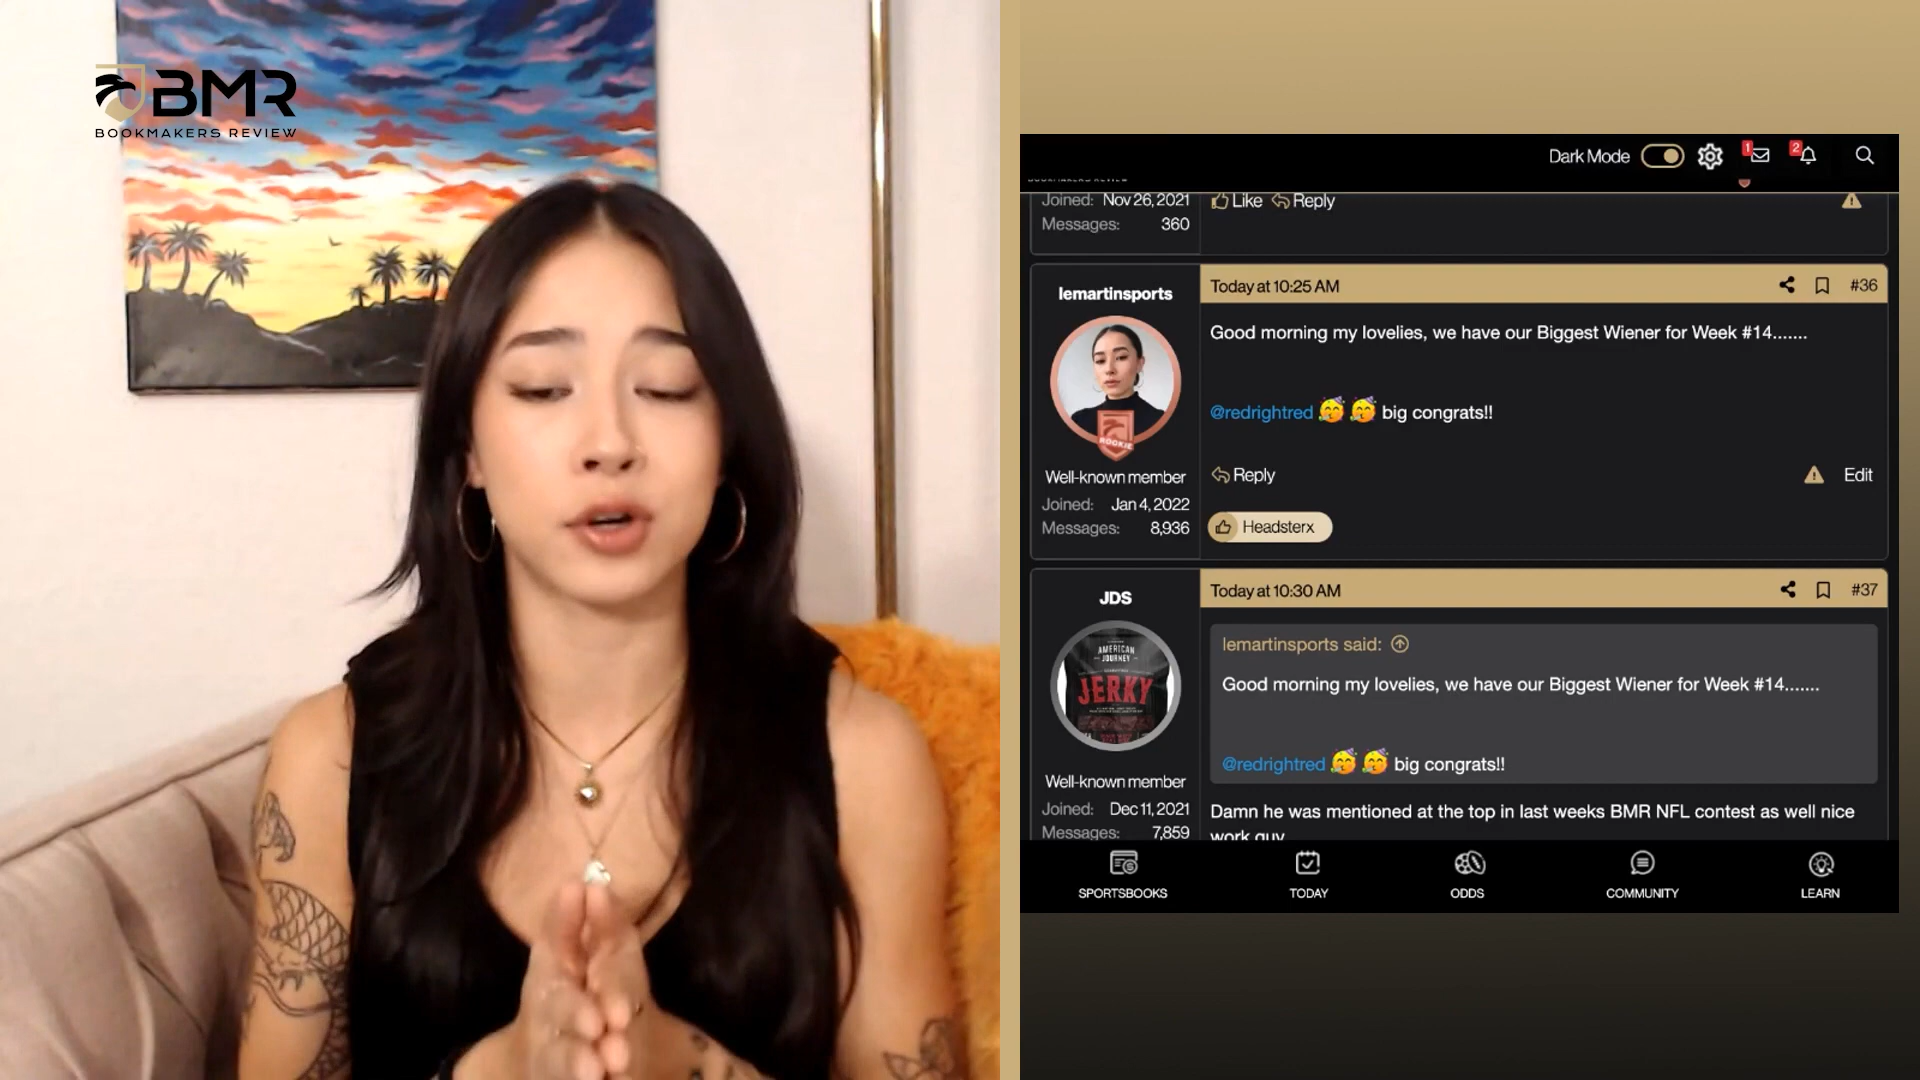 BMR
BOOKMAKERS REVIEW
Dark Mode
1
2
Joined: Nov 26, 2021
Messages: 360
Like Reply
lemartinsports
ROOKIE
Well-known member
Joined: Jan 4, 2022
Messages: 8,936
Today at 10:25 AM
#36
Good morning my lovelies, we have our Biggest Wiener for Week #14.......
@redrightred 🥳 🥳 big congrats!!
Reply
Edit
Headsterx
JDS
AMERICAN
JOURNEY
JERKY
Well-known member
Joined: Dec 11, 2021
Messages: 7,859
Today at 10:30 AM
#37
lemartinsports said:
Good morning my lovelies, we have our Biggest Wiener for Week #14.......
@redrightred 🥳 🥳 big congrats!!
Damn he was mentioned at the top in last weeks BMR NFL contest as well nice
work guy
SPORTSBOOKS
TODAY
ODDS
COMMUNITY
LEARN